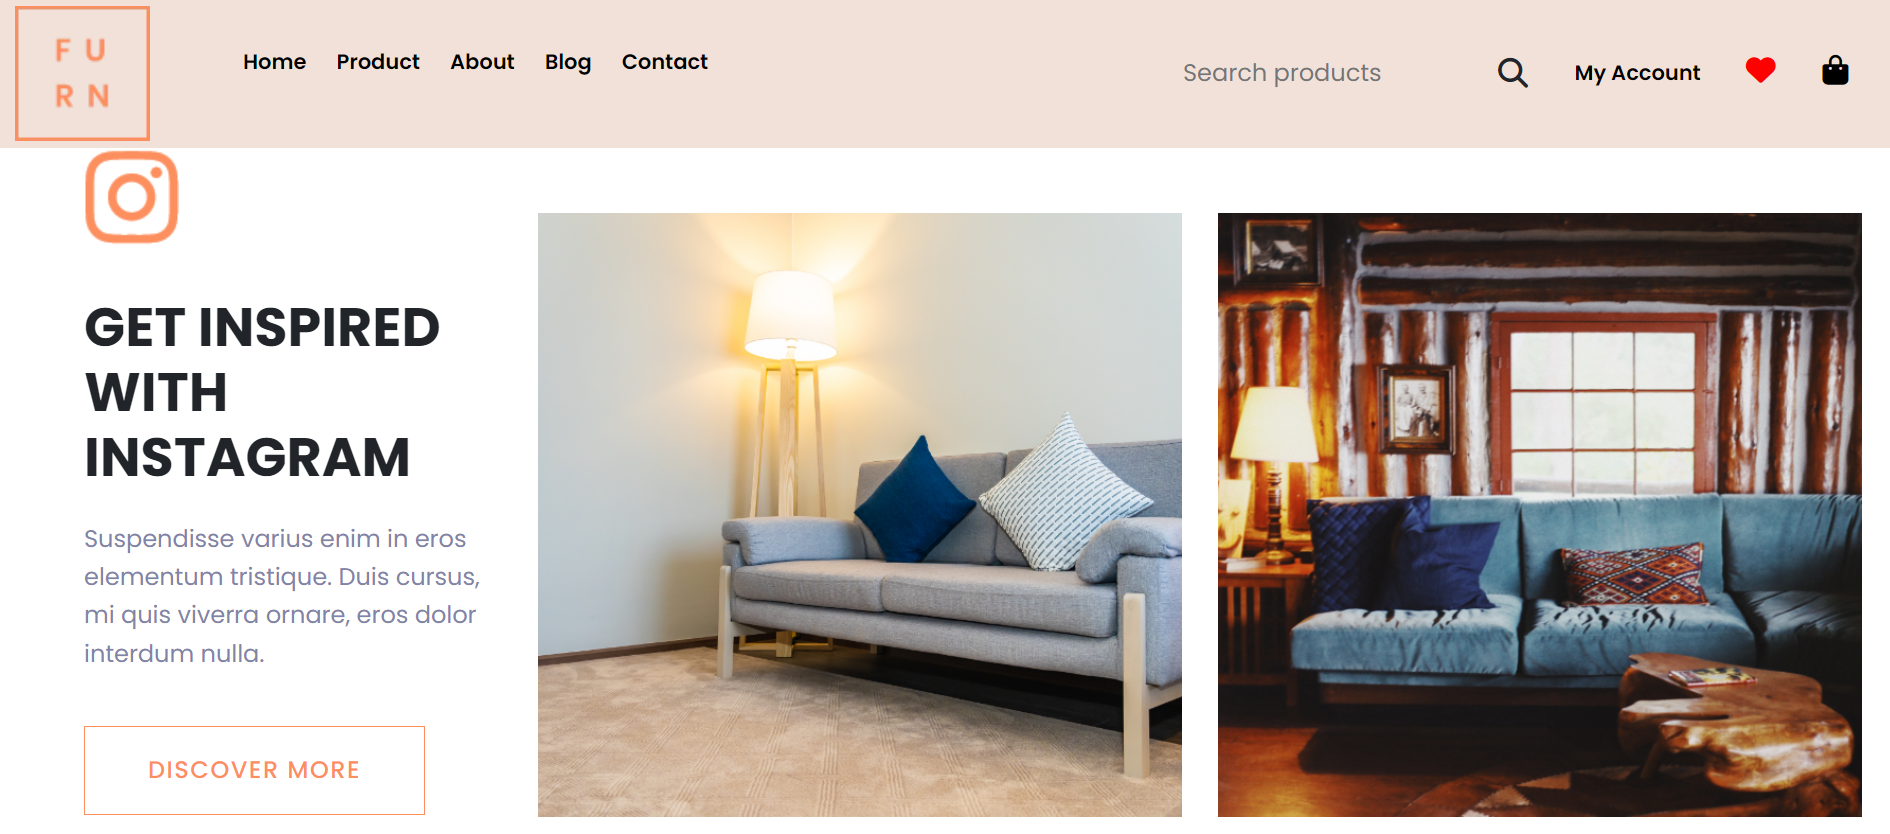 F U
R N
Home Product About Blog Contact
Search products
My Account
GET INSPIRED
WITH
INSTAGRAM
Suspendisse varius enim in eros
elementum tristique. Duis cursus,
mi quis viverra ornare, eros dolor
interdum nulla.
DISCOVER MORE